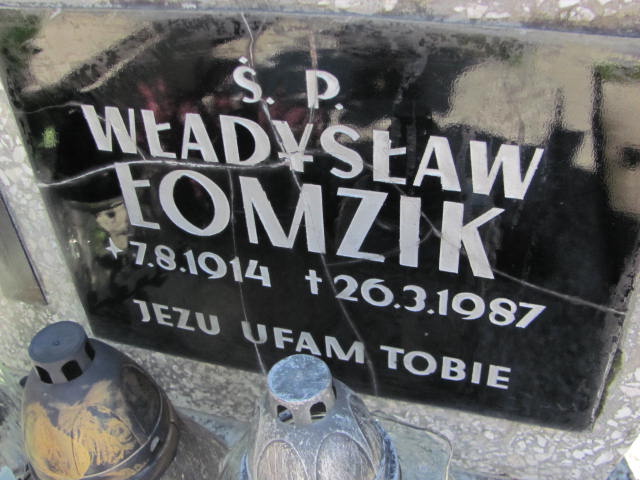 Ś. P.
WŁADYSŁAW
ŁOMZIK
7.8.1914 †26.3.1987
JEZU UFAM TOBIE